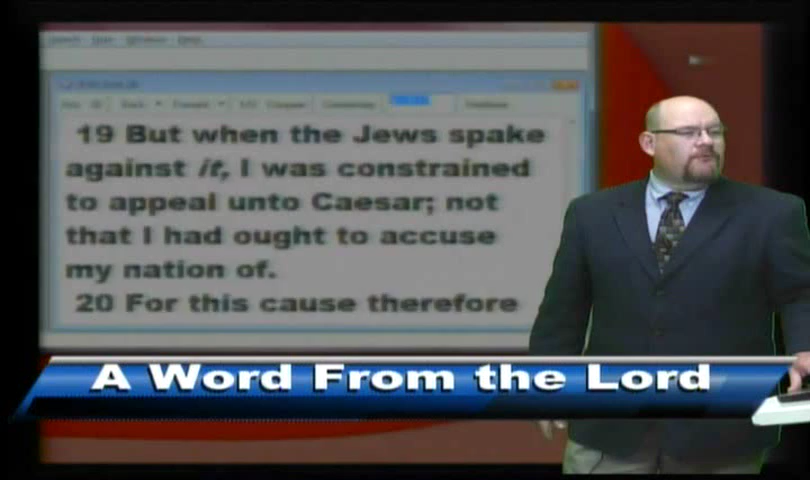 19 But when the Jews spake
against it, I was constrained
to appeal unto Caesar; not
that I had ought to accuse
my nation of.
20 For this cause therefore
A Word From the Lord